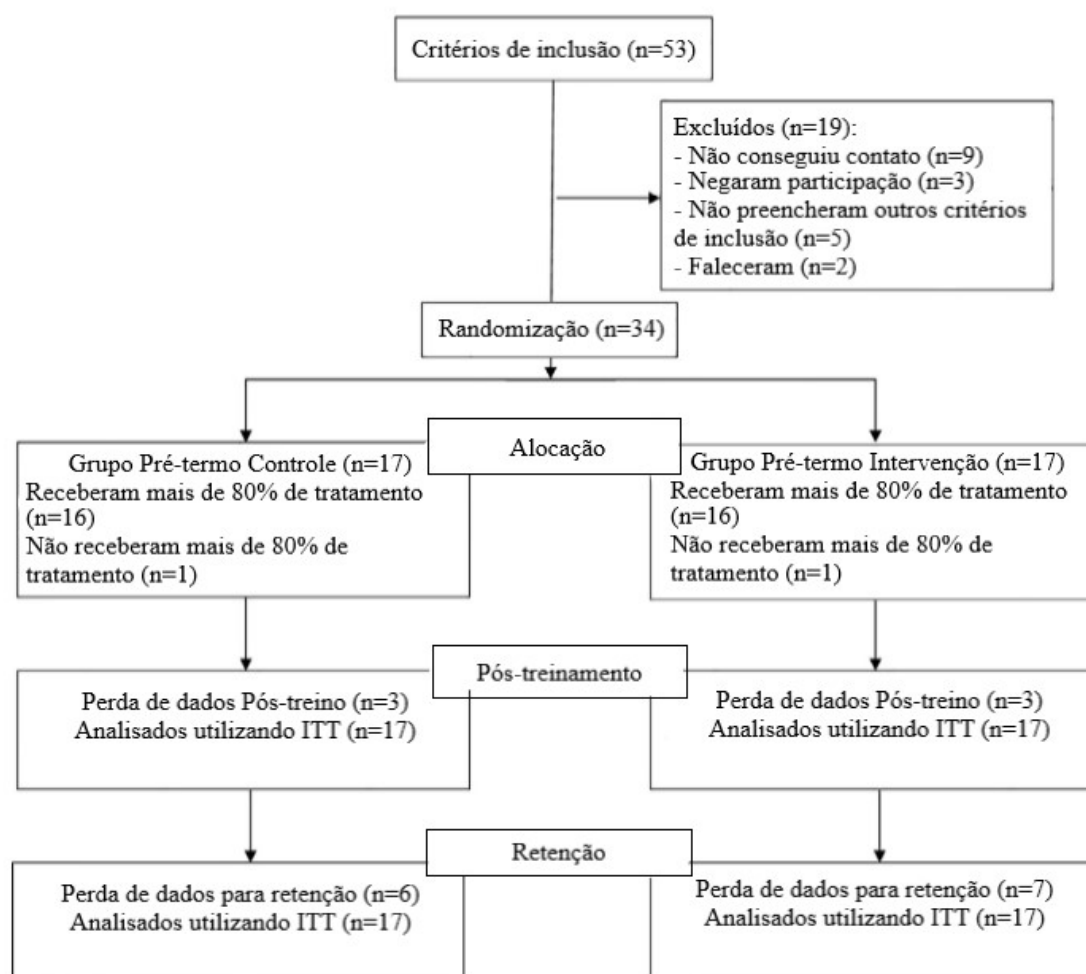 Critérios de inclusão (n=53)
Excluídos (n=19):
- Não conseguiu contato (n=9)
- Negaram participação (n=3)
- Não preencheram outros critérios
de inclusão (n=5)
- Faleceram (n=2)
Randomização (n=34)
Alocação
Grupo Pré-termo Controle (n=17)
Receberam mais de 80% de tratamento
(n=16)
Não receberam mais de 80% de
tratamento (n=1)
Grupo Pré-termo Intervenção (n=17)
Receberam mais de 80% de tratamento
(n=16)
Não receberam mais de 80% de
tratamento (n=1)
Pós-treinamento
Perda de dados Pós-treino (n=3)
Analisados utilizando ITT (n=17)
Perda de dados Pós-treino (n=3)
Analisados utilizando ITT (n=17)
Retenção
Perda de dados para retenção (n=6)
Analisados utilizando ITT (n=17)
Perda de dados para retenção (n=7)
Analisados utilizando ITT (n=17)